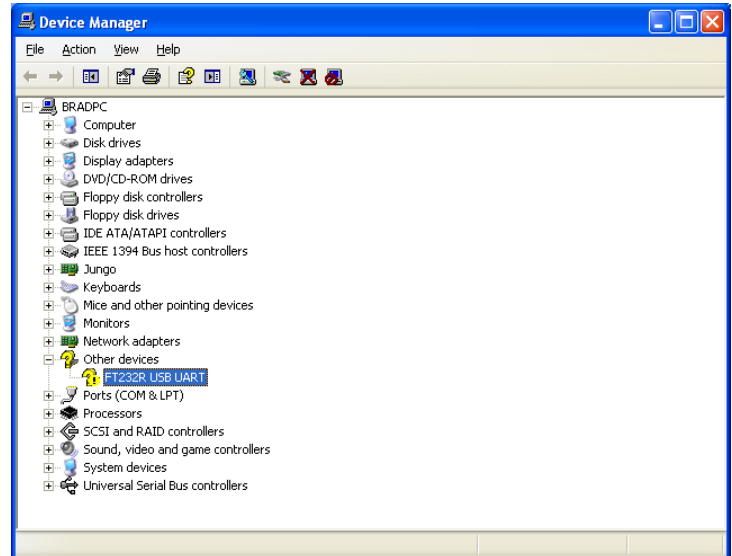 Device Manager
File Action View Help
BRADPC
Computer
Disk drives
Display adapters
DVD/CD-ROM drives
Floppy disk controllers
Floppy disk drives
IDE ATA/ATAPI controllers
IEEE 1394 Bus host controllers
Jungo
Keyboards
Mice and other pointing devices
Monitors
Network adapters
Other devices
FT232R USB UART
Ports (COM & LPT)
Processors
SCSI and RAID controllers
Sound, video and game controllers
System devices
Universal Serial Bus controllers